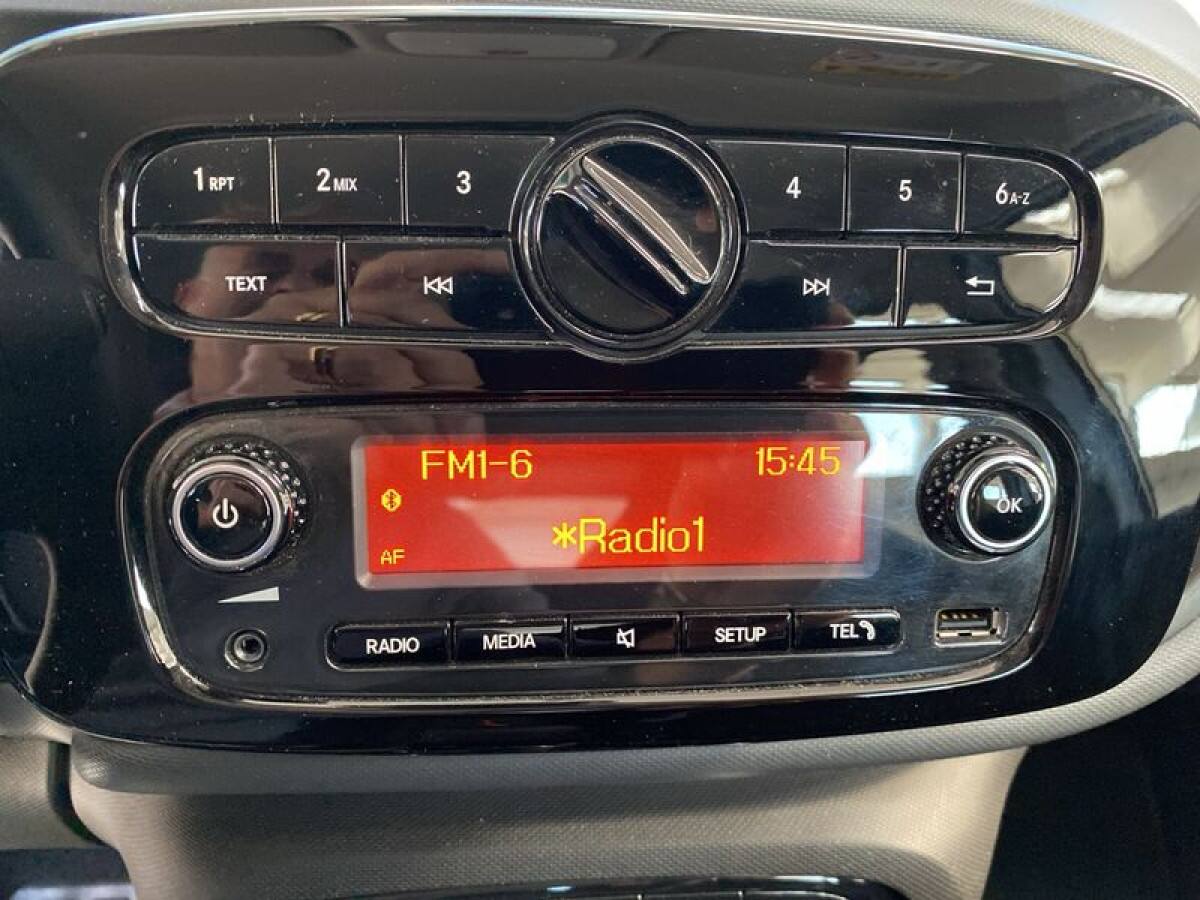 1 RPT 2 MIX 3 4 5 6 A-Z
TEXT
FM1-6 15:45
*Radio1
AF
OK
RADIO MEDIA SETUP TEL